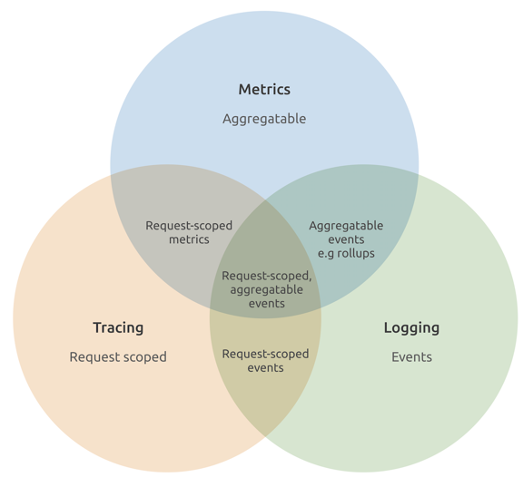 Metrics
Aggregatable
Request-scoped
metrics
Aggregatable
events
e.g rollups
Request-scoped,
aggregatable
events
Tracing
Request scoped
Logging
Events
Request-scoped
events